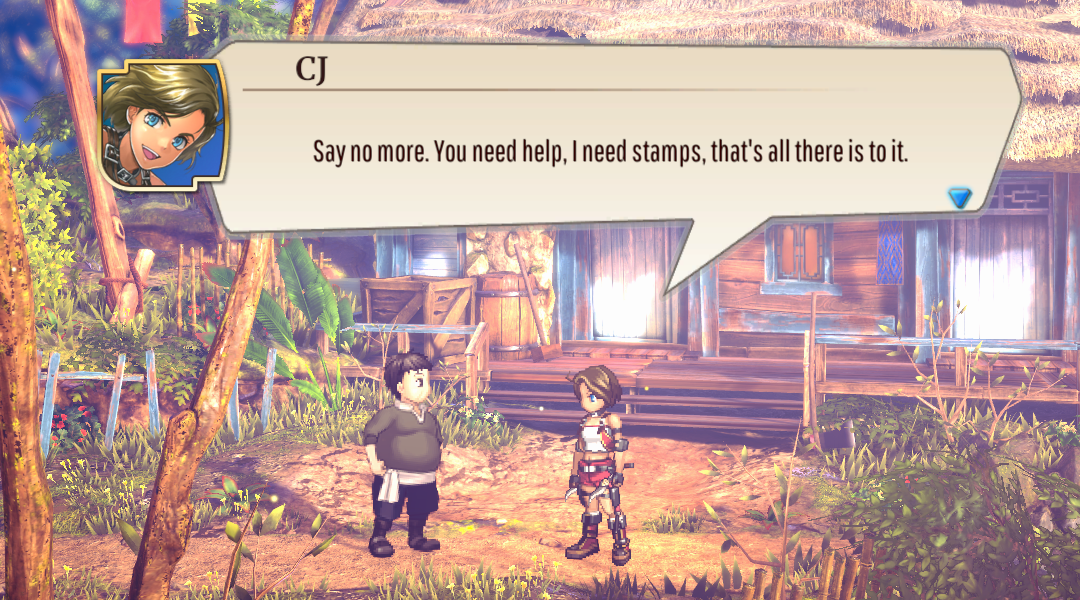 CJ
Say no more. You need help, I need stamps, that's all there is to it.